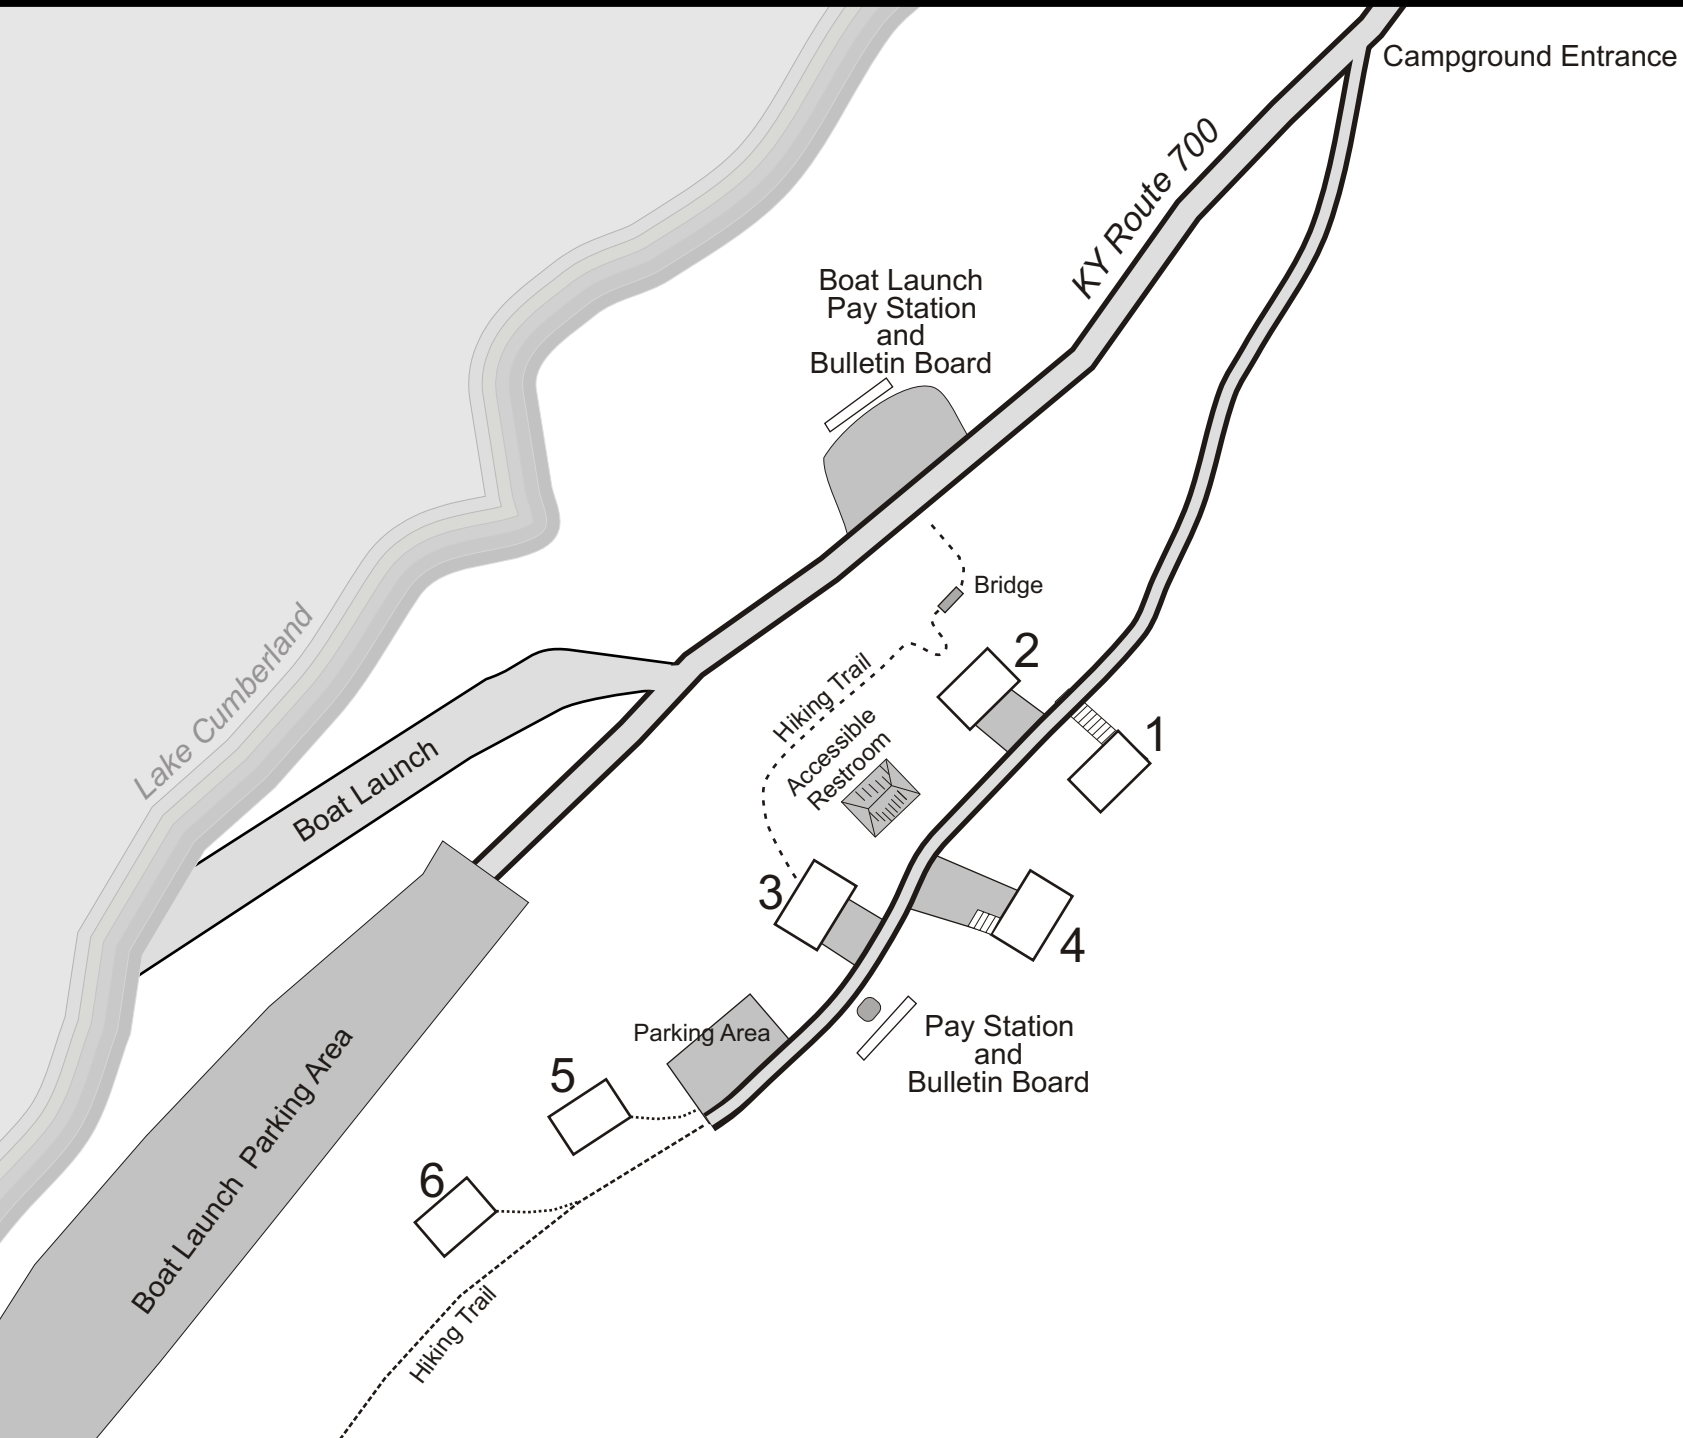 Campground Entrance
KY Route 700
Boat Launch
Pay Station
and
Bulletin Board
Bridge
2
Hiking Trail
1
Accessible
Restroom
Lake Cumberland
Boat Launch
3
4
Parking Area
Pay Station
and
Bulletin Board
5
6
Boat Launch Parking Area
Hiking Trail